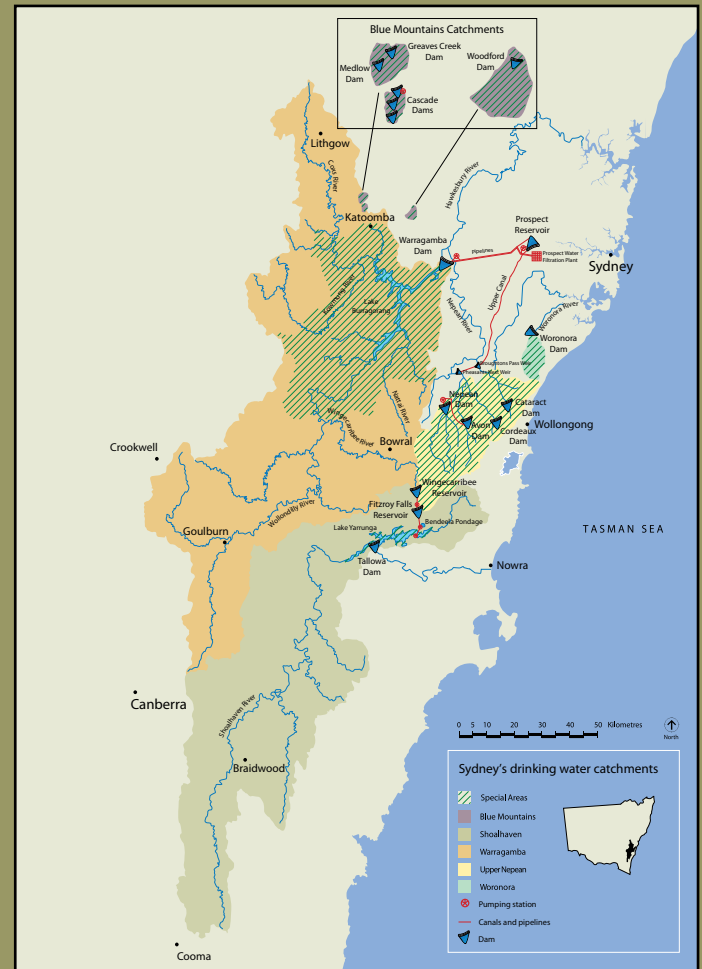 Blue Mountains Catchments
Greaves Creek
Dam
Medlow
Dam
Woodford
Dam
Cascade
Dams
Lithgow
Coxs River
Hawkesbury River
Katoomba
Prospect
Reservoir
Warragamba
Dam
Pipelines
Prospect Water
Filtration Plant
Sydney
Kowmung River
Lake
Burragorang
Upper Canal
Nepean River
Woronora River
Woronora
Dam
Broughtons Pass Weir
Pheasants Nest Weir
Nattai River
Nepean
Dam
Cataract
Dam
Avon
Dam
Cordeaux
Dam
Wollongong
Wingecarribee River
Bowral
Crookwell
Wingecarribee
Reservoir
Wollondilly River
Fitzroy Falls
Reservoir
Bendeela Pondage
Goulburn
Lake Yarrunga
TASMAN SEA
Tallowa
Dam
Nowra
Canberra
Shoalhaven River
Braidwood
Cooma
0 5 10 20 30 40 50 Kilometres
North
Sydney's drinking water catchments
Special Areas
Blue Mountains
Shoalhaven
Warragamba
Upper Nepean
Woronora
Pumping station
Canals and pipelines
Dam